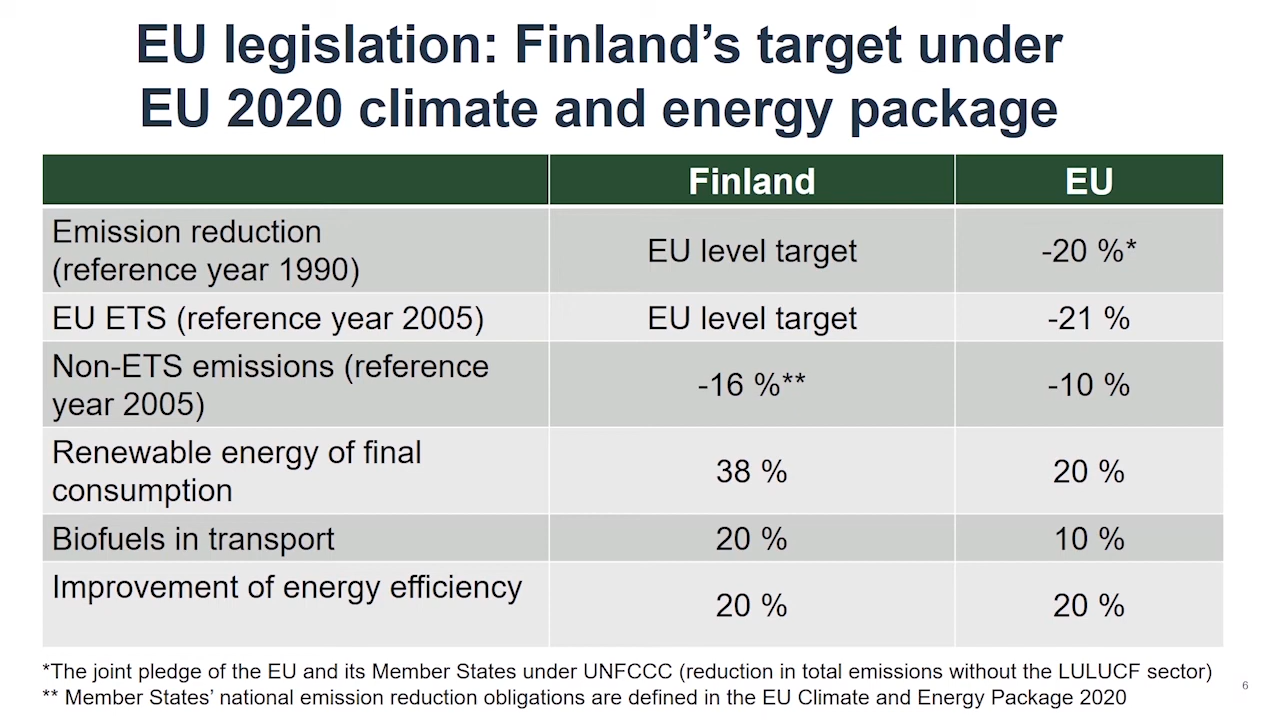 EU legislation: Finland’s target under
EU 2020 climate and energy package
Finland EU
Emission reduction
(reference year 1990) EU level target -20 %*
EU ETS (reference year 2005) EU level target -21 %
Non-ETS emissions (reference
year 2005) -16 %** -10 %
Renewable energy of final
consumption 38 % 20 %
Biofuels in transport 20 % 10 %
Improvement of energy efficiency 20 % 20 %
*The joint pledge of the EU and its Member States under UNFCCC (reduction in total emissions without the LULUCF sector)
** Member States’ national emission reduction obligations are defined in the EU Climate and Energy Package 2020
6